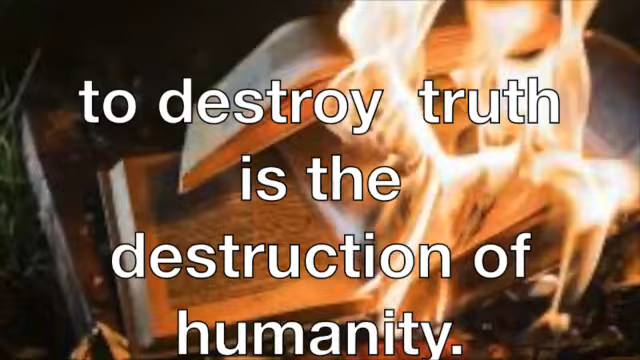 to destroy  truth
is the
destruction of
humanity.